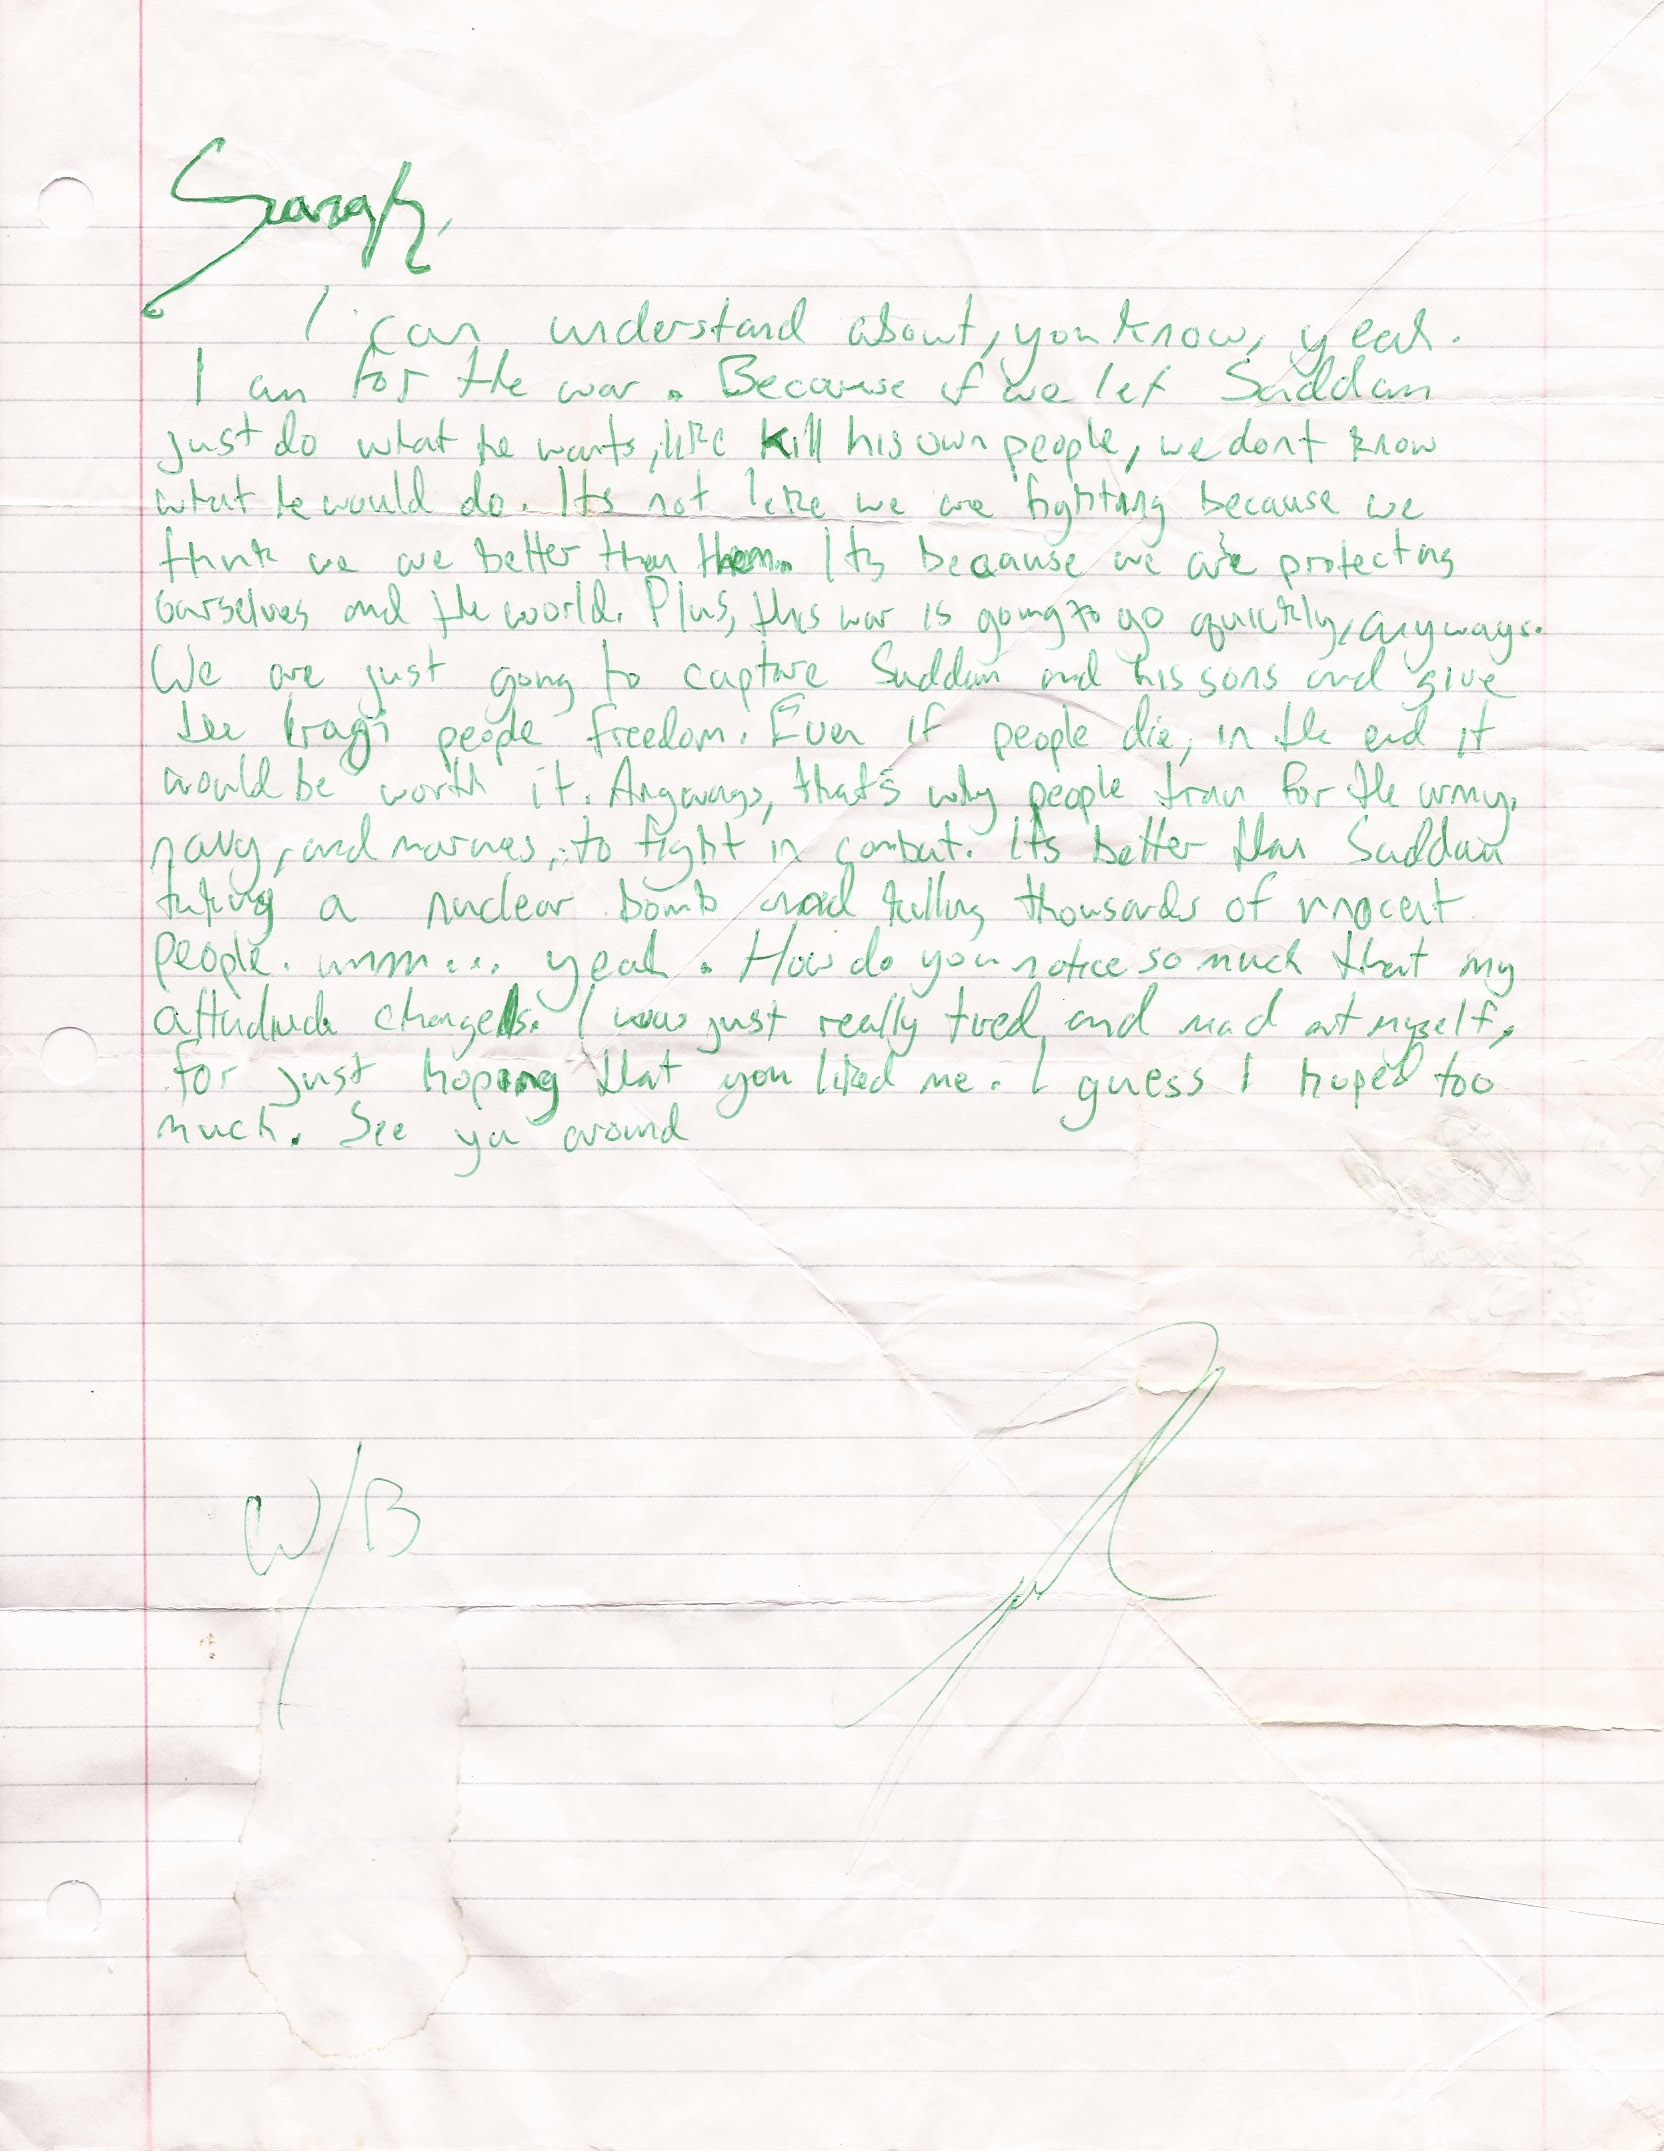 Sarah,
I can understand about, you know, yeah.
I am for the war. Because if we let Saddam
just do what he wants, like kill his own people, we dont know
what he would do. Its not like we are fighting because we
think we are better than them. Its because we are protecting
ourselves and the world. Plus, this war is going to go quickly, anyways.
We are just going to capture Saddam and his sons and give
the Iraqi people freedom. Even if people die, in the end it
would be worth it. Anyways, that's why people train for the army,
navy, and marines, to fight in combat. Its better than Saddam
taking a nuclear bomb and killing thousands of innocent
people. umm... yeah. How do you notice so much that my
changes. I was just really tired and mad at myself,
for just hoping that you liked me. I guess I hoped too
much. See ya around
W/B